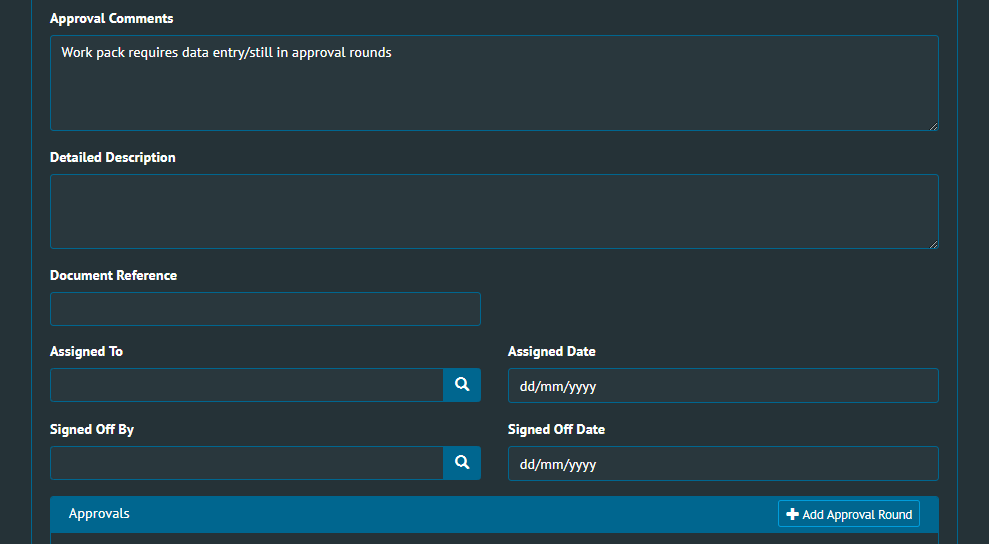 Approval Comments
Work pack requires data entry/still in approval rounds
Detailed Description
Document Reference
Assigned To
Assigned Date
dd/mm/yyyy
Signed Off By
Signed Off Date
dd/mm/yyyy
Approvals
Add Approval Round